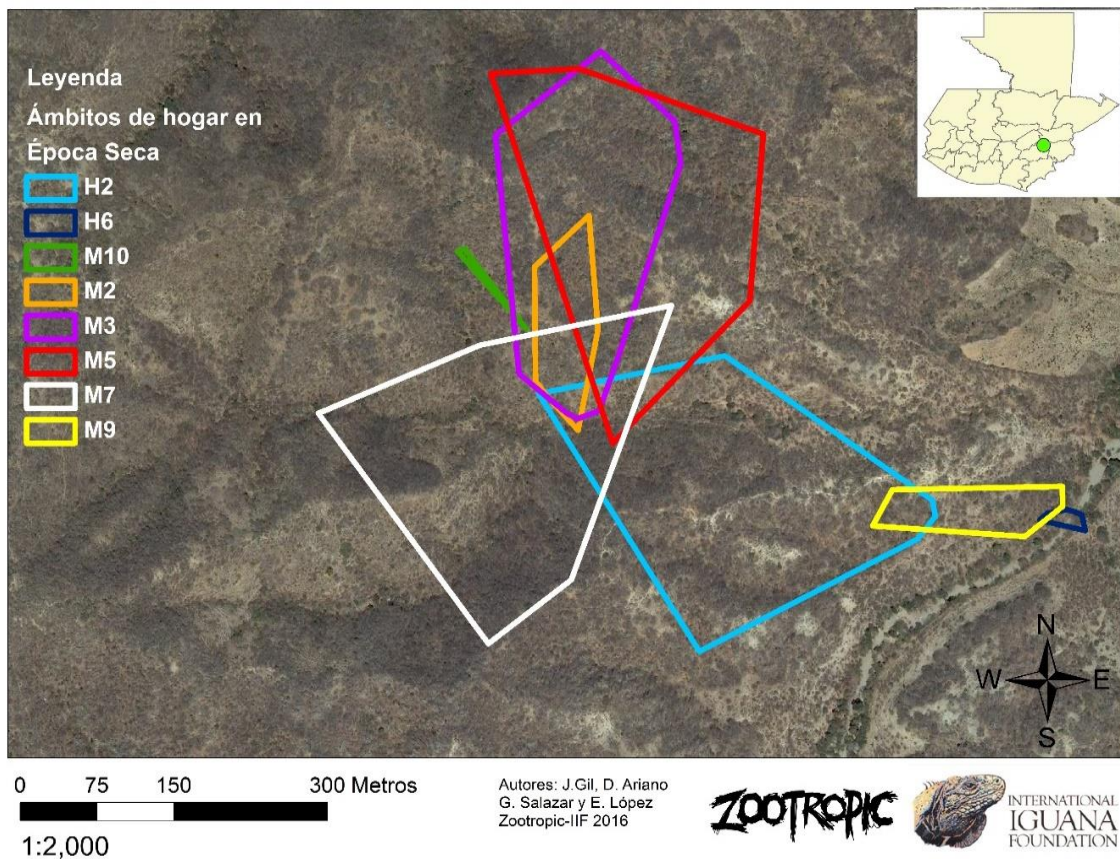 Leyenda
Ámbitos de hogar en
Época Seca
H2
H6
M10
M2
M3
M5
M7
M9
N
W E
S
0 75 150 300 Metros
1:2,000
Autores: J.Gil, D. Ariano
G. Salazar y E. López
Zootropic-IIF 2016
ZOOTROPIC
INTERNATIONAL
IGUANA
FOUNDATION